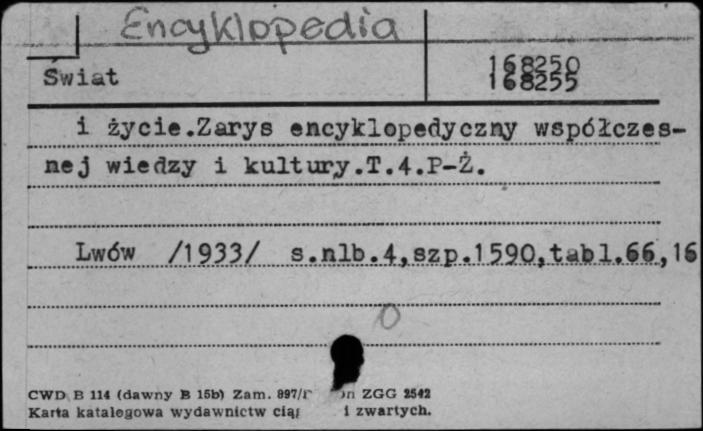 Encyklopedia
Świat
168250
168255
i życie.Zarys encyklopedyczny współczes-
nej wiedzy i kultury.T.4.P-Ż.
Lwów /1933/ s.nlb.4,szp.1590,tabl.66,16
0
CWD B 114 (dawny B 15b) Zam. 897/ ZGG 2542
Karta katalogowa wydawnictw i zwartych.